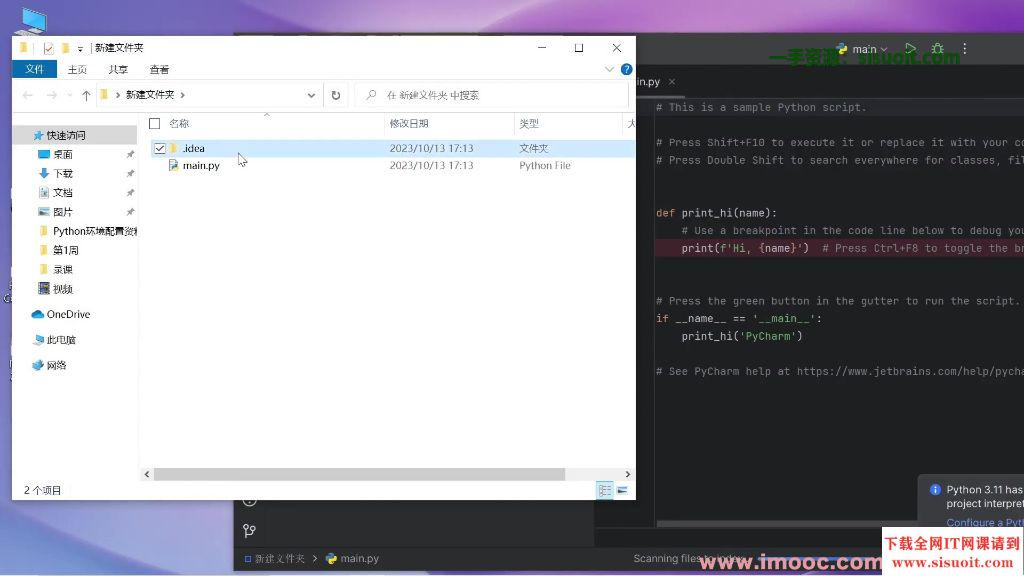 新建文件夹
文件 主页 共享 查看
新建文件夹
在 新建文件夹 中搜索
名称 修改日期 类型 大
快速访问
桌面
下载
文档
图片
Python环境配置资料
第1周
录课
视频
OneDrive
此电脑
网络
.idea 2023/10/13 17:13 文件夹
main.py 2023/10/13 17:13 Python File
2 个项目
main
一手资源：sisuoit.com
in.py
# This is a sample Python script.
# Press Shift+F10 to execute it or replace it with your co
# Press Double Shift to search everywhere for classes, fil
def print_hi(name):
# Use a breakpoint in the code line below to debug you
print(f'Hi, {name}') # Press Ctrl+F8 to toggle the br
# Press the green button in the gutter to run the script.
if __name__ == '__main__':
print_hi('PyCharm')
# See PyCharm help at https://www.jetbrains.com/help/pycha
Python 3.11 has
project interpret
Configure a Pyth
新建文件夹 main.py
Scanning files to index...
www.imooc.com
下载全网IT网课请到
www.sisuoit.com